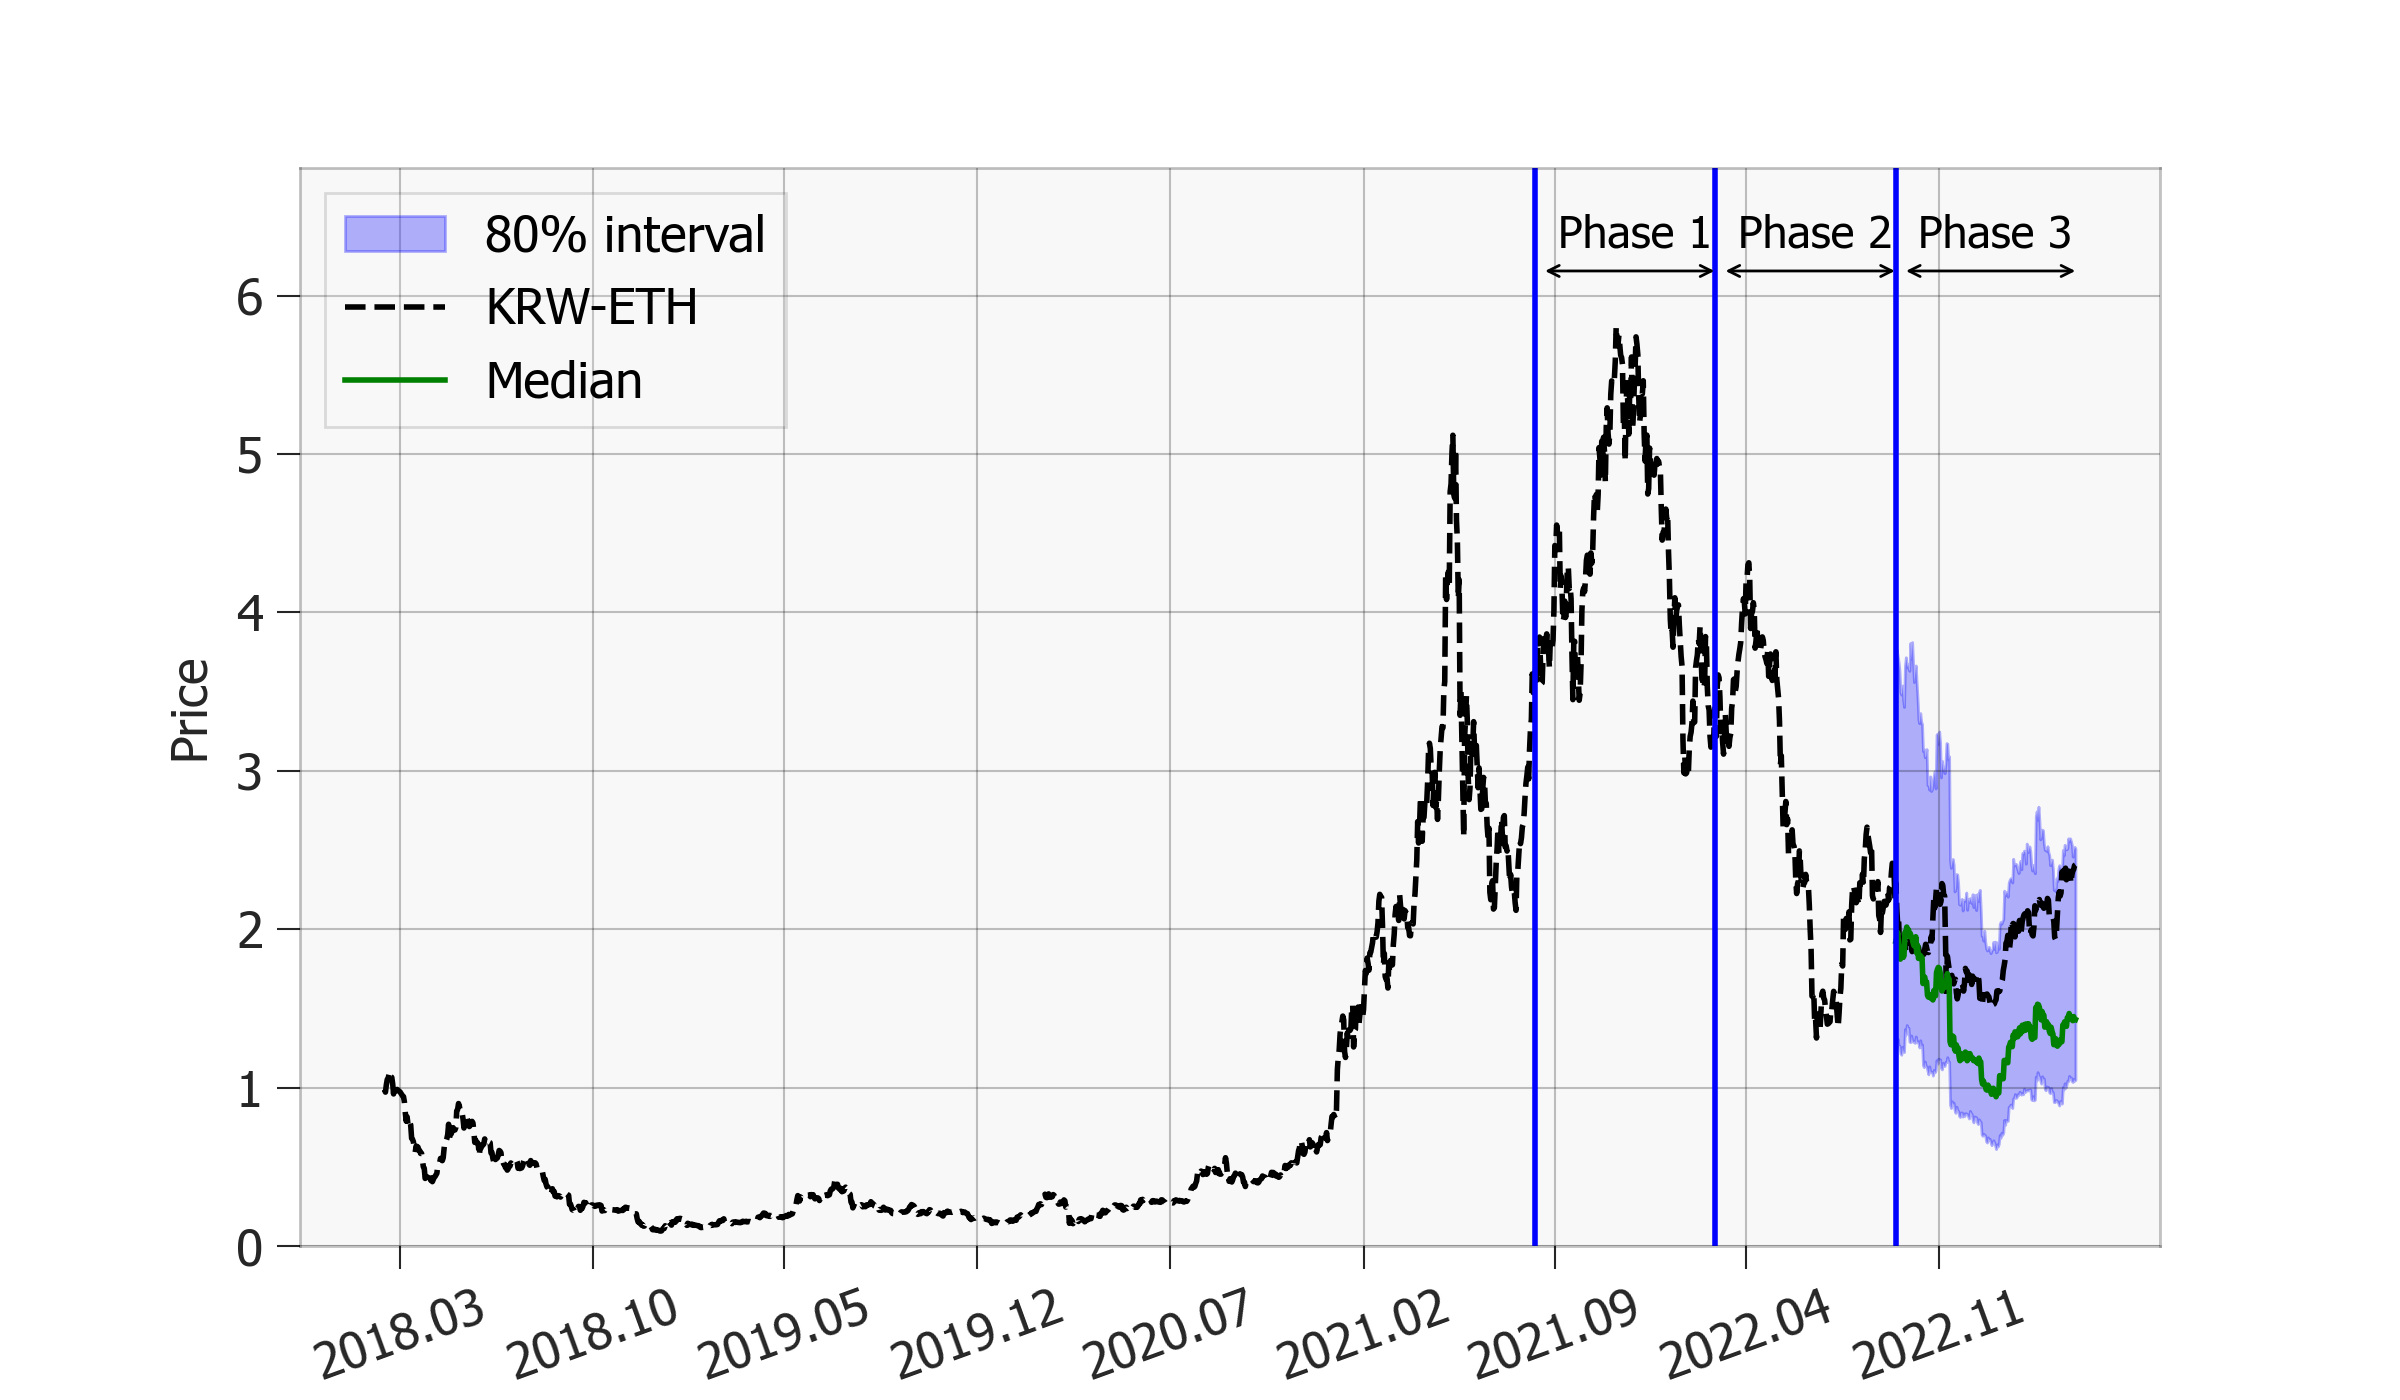 80% interval
KRW-ETH
Median
Phase 1
Phase 2
Phase 3
Price
6
5
4
3
2
1
0
2018.03
2018.10
2019.05
2019.12
2020.07
2021.02
2021.09
2022.04
2022.11